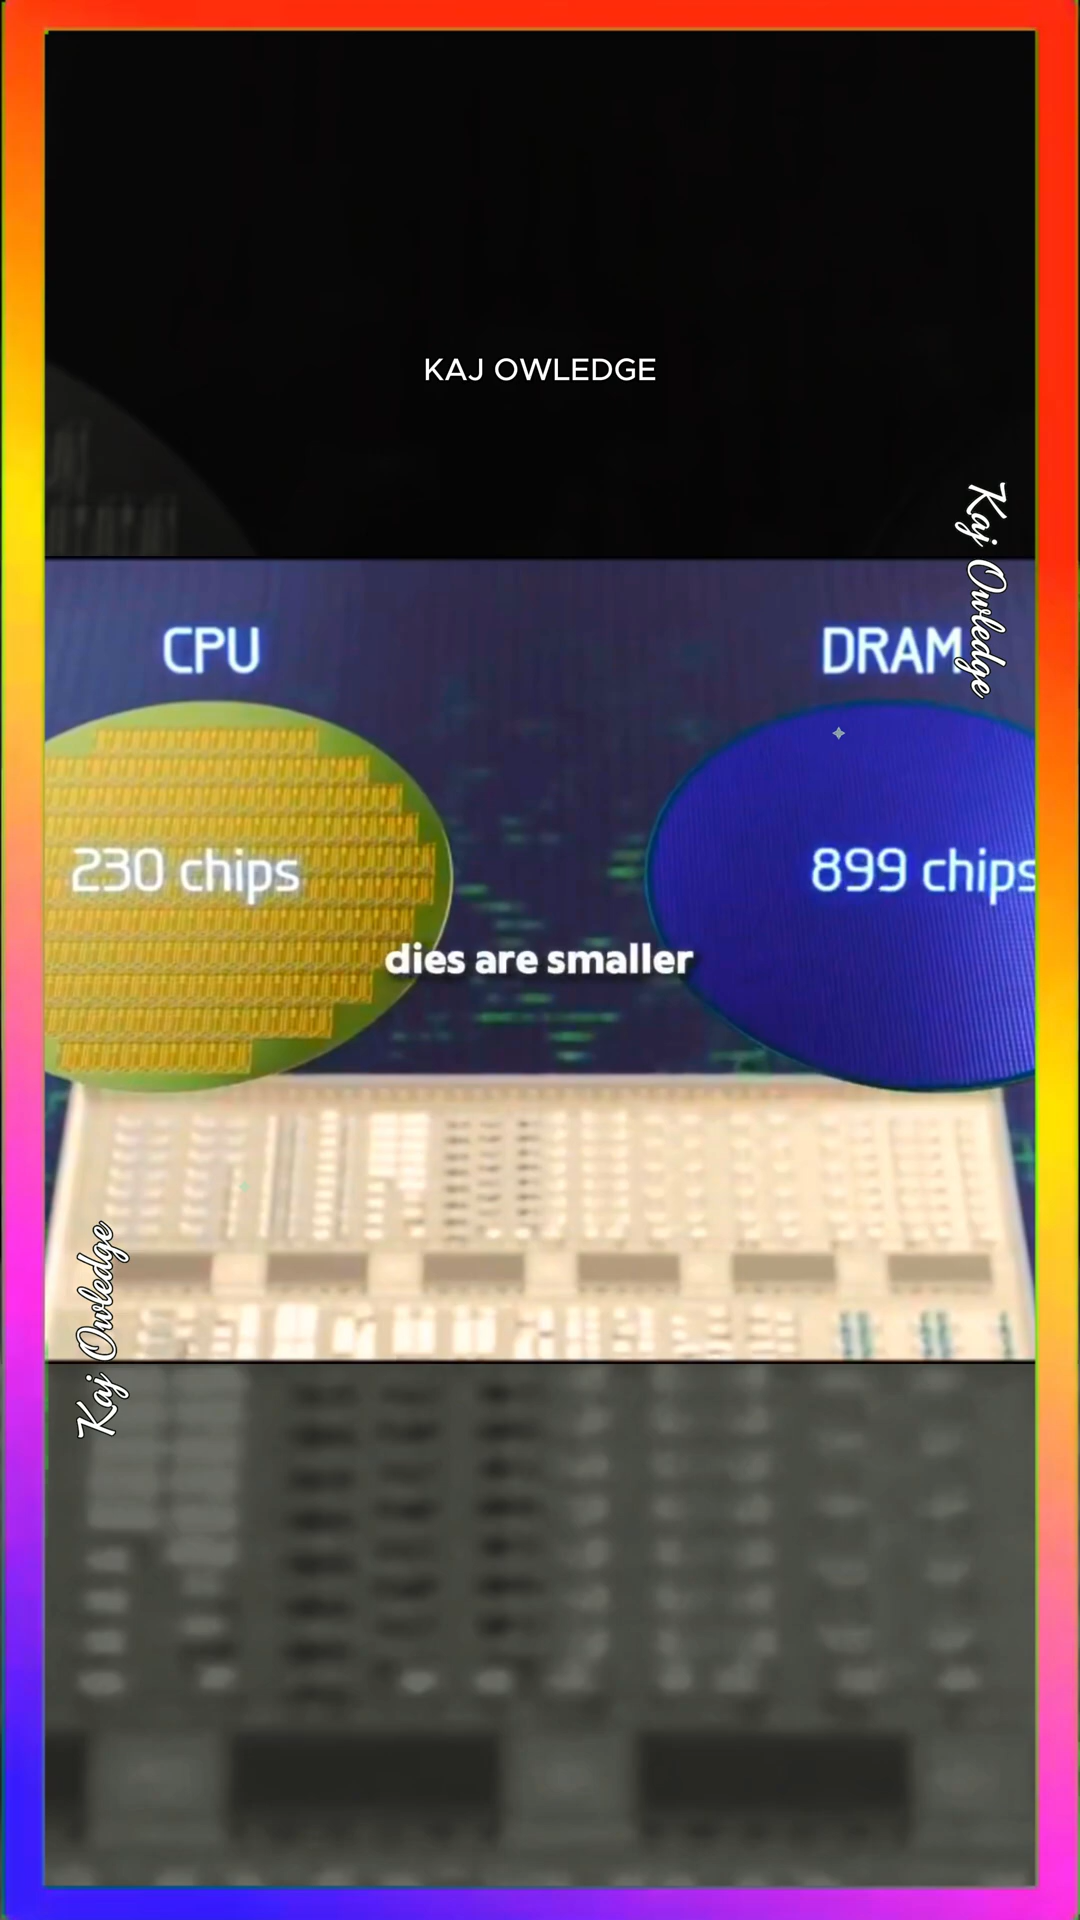 KAJ OWLEDGE
Kaj Owledge
CPU
DRAM
230 chips
899 chips
dies are smaller
Kaj Owledge